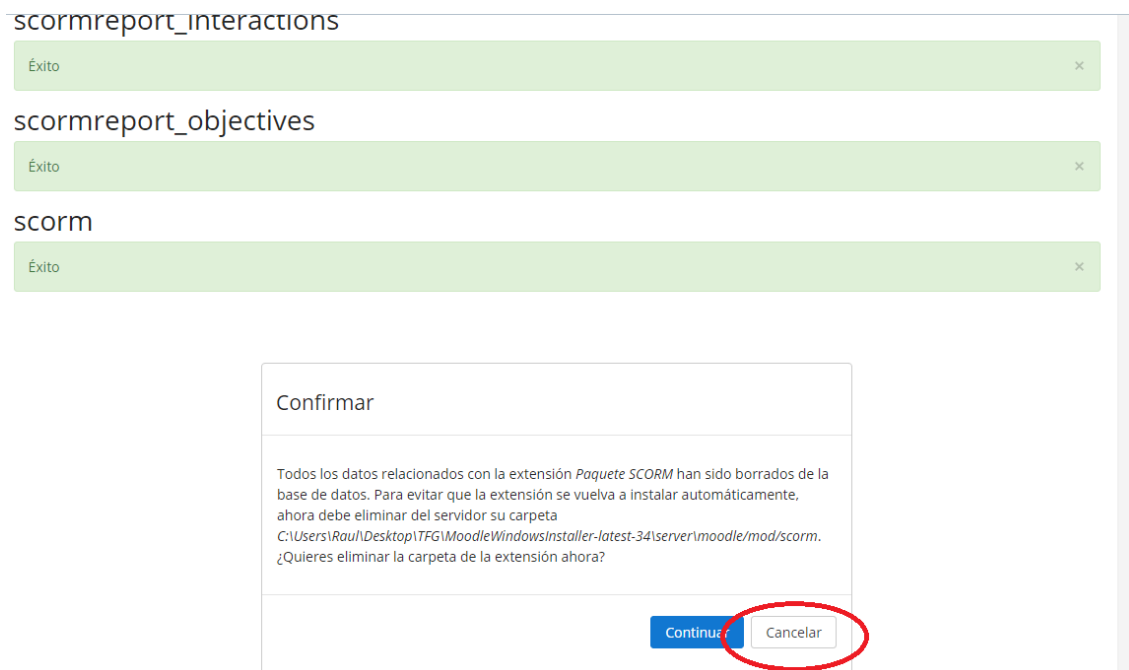 scormreport_interactions
Éxito ×
scormreport_objectives
Éxito ×
scorm
Éxito ×
Confirmar
Todos los datos relacionados con la extensión Paquete SCORM han sido borrados de la
base de datos. Para evitar que la extensión se vuelva a instalar automáticamente,
ahora debe eliminar del servidor su carpeta
C:\Users\Raul\Desktop\TFG\MoodleWindowsInstaller-latest-34\server\moodle/mod/scorm.
¿Quieres eliminar la carpeta de la extensión ahora?
Continuar Cancelar